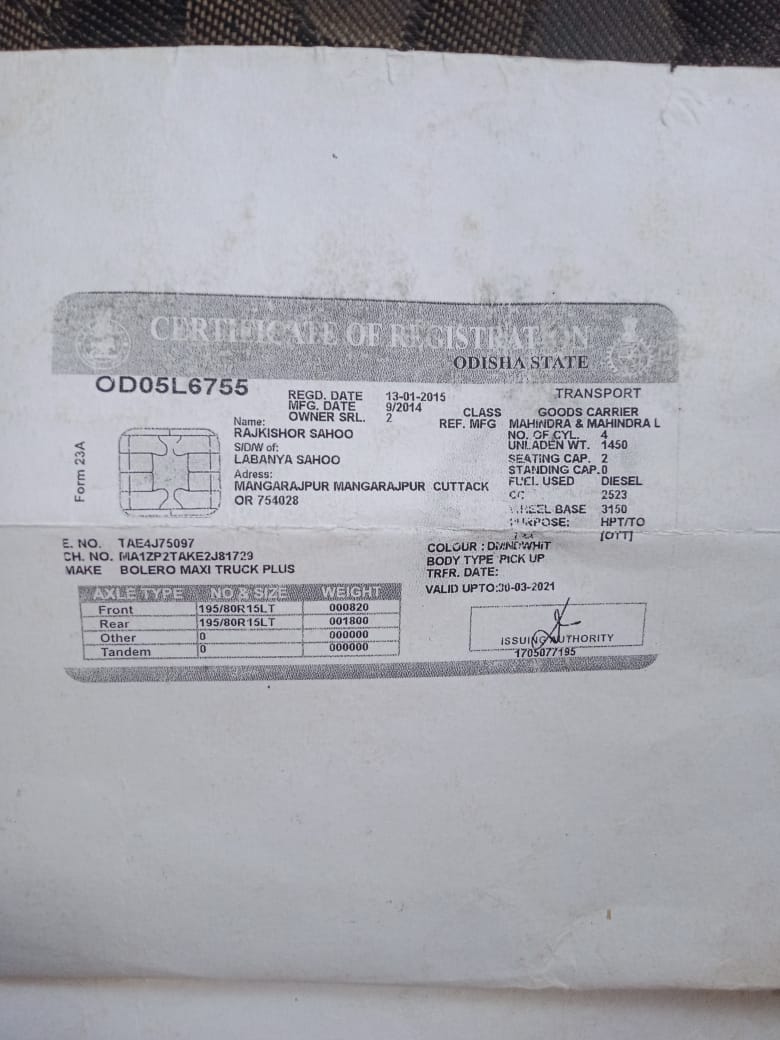 CERTIFICATE OF REGISTRATION
ODISHA STATE
OD05L6755
TRANSPORT
REGD. DATE 13-01-2015
MFG. DATE 9/2014
OWNER SRL. 2
CLASS GOODS CARRIER
REF. MFG MAHINDRA & MAHINDRA L
Name:
RAJKISHOR SAHOO
S/D/W of:
LABANYA SAHOO
Adress:
MANGARAJPUR MANGARAJPUR CUTTACK
OR 754028
Form 23A
NO. OF CYL. 4
UNLADEN WT. 1450
SEATING CAP. 2
STANDING CAP.0
FUEL USED DIESEL
CC 2523
WHEEL BASE 3150
PURPOSE: HPT/TO
[OTT]
E. NO. TAE4J75097
CH. NO. MA1ZP2TAKE2J81729
MAKE BOLERO MAXI TRUCK PLUS
COLOUR : DMNDWHIT
BODY TYPE PICK UP
TRFR. DATE:
VALID UPTO:30-03-2021
AXLE TYPE NO & SIZE WEIGHT
Front 195/80R15LT 000820
Rear 195/80R15LT 001800
Other 0 000000
Tandem 0 000000
ISSUING AUTHORITY
1705077195